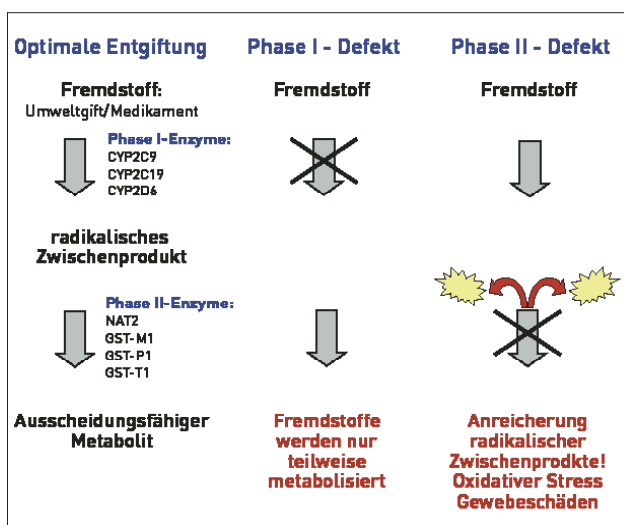 Optimale Entgiftung
Fremdstoff:
Umweltgift/Medikament
Phase I-Enzyme:
CYP2C9
CYP2C19
CYP2D6
radikalisches
Zwischenprodukt
Phase II-Enzyme:
NAT2
GST-M1
GST-P1
GST-T1
Ausscheidungsfähiger
Metabolit
Phase I - Defekt
Fremdstoff
Fremdstoffe
werden nur
teilweise
metabolisiert
Phase II - Defekt
Fremdstoff
Anreicherung
radikalischer
Zwischenprodkte!
Oxidativer Stress
Gewebeschäden